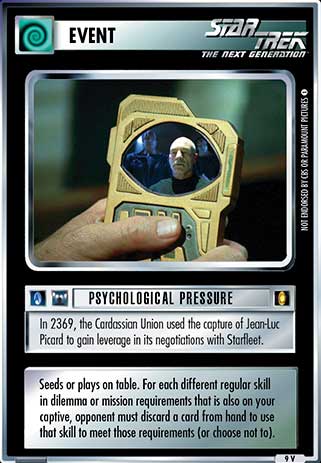 EVENT
STAR TREK
THE NEXT GENERATION
NOT ENDORSED BY CBS OR PARAMOUNT PICTURES
PSYCHOLOGICAL PRESSURE
In 2369, the Cardassian Union used the capture of Jean-Luc
Picard to gain leverage in its negotiations with Starfleet.
Seeds or plays on table. For each different regular skill
in dilemma or mission requirements that is also on your
captive, opponent must discard a card from hand to use
that skill to meet those requirements (or choose not to).
9 V